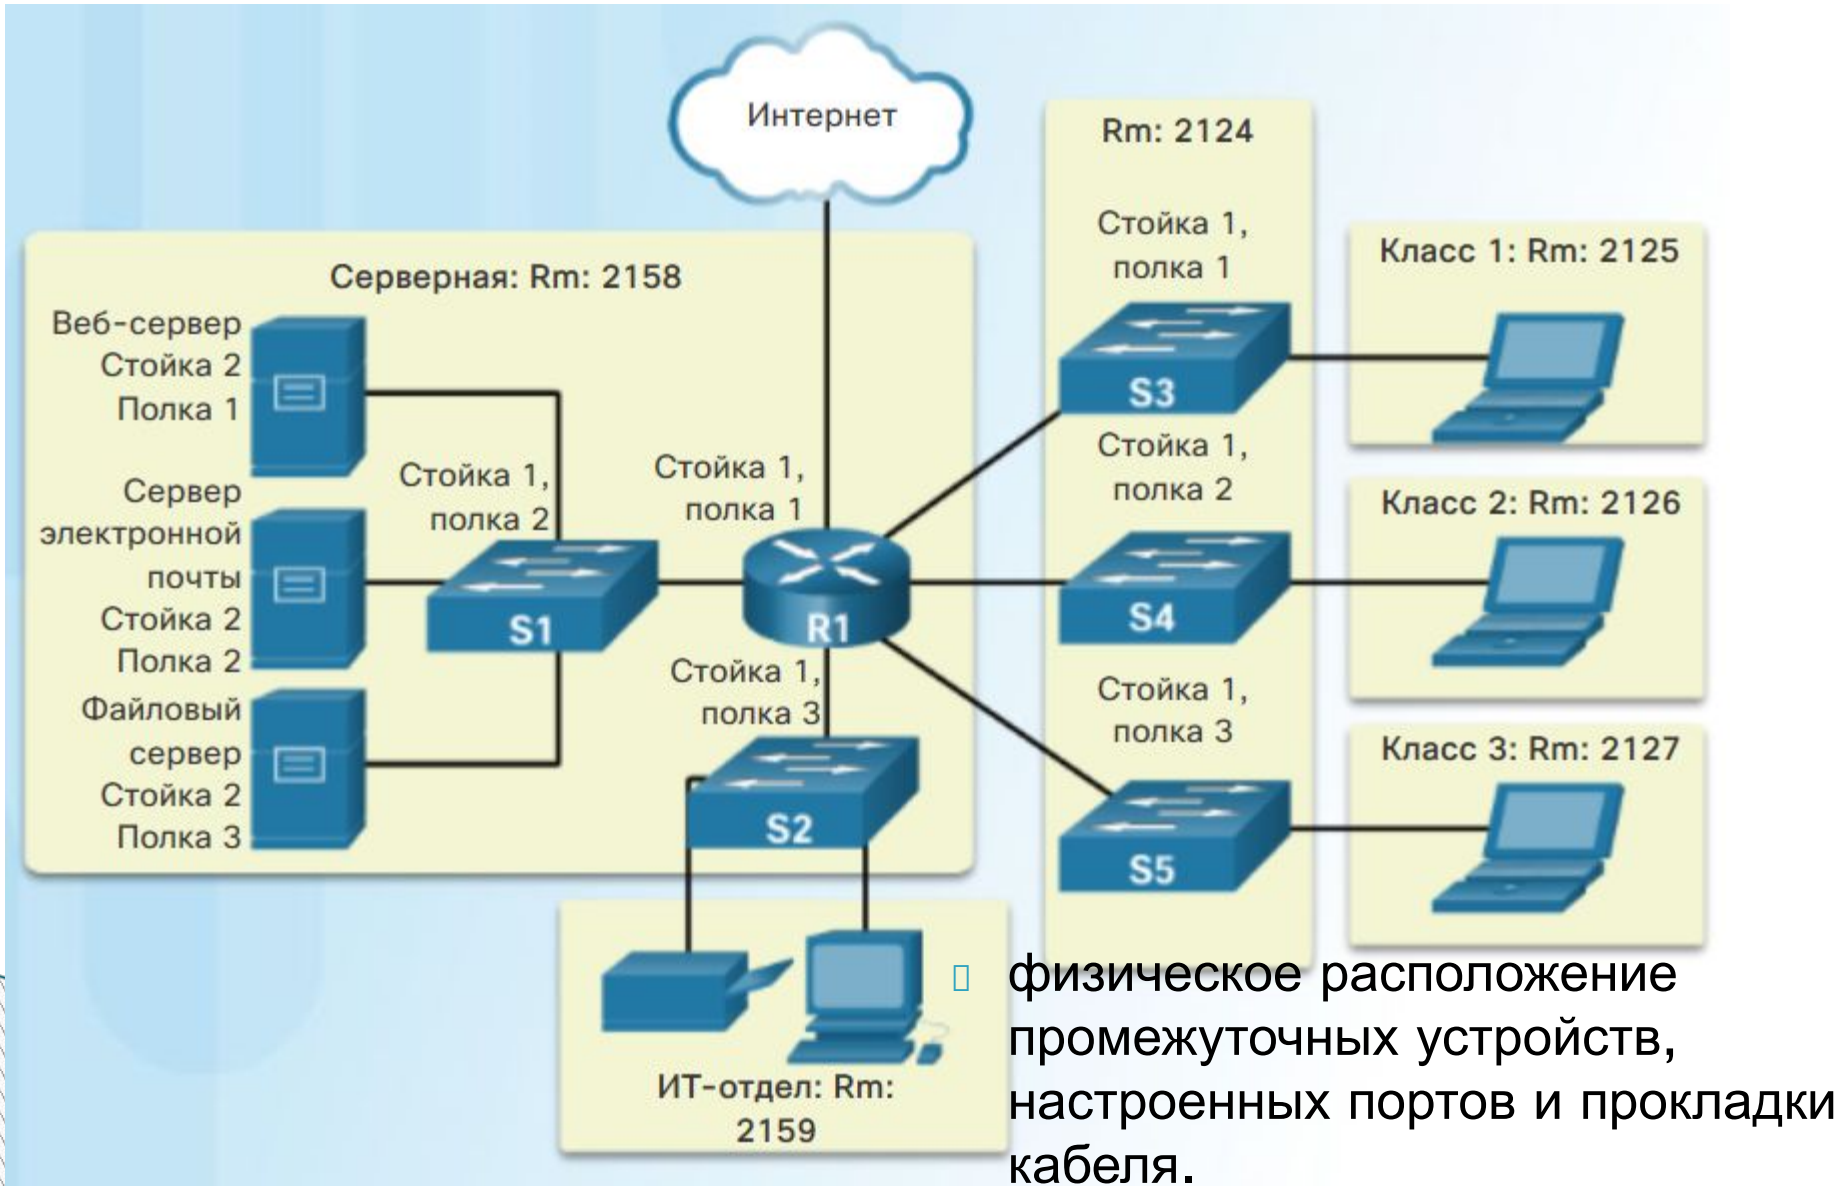 Интернет
Серверная: Rm: 2158
Веб-сервер
Стойка 2
Полка 1
Сервер
электронной
почты
Стойка 2
Полка 2
Файловый
сервер
Стойка 2
Полка 3
Стойка 1,
полка 2
S1
Стойка 1,
полка 1
R1
Стойка 1,
полка 3
S2
ИТ-отдел: Rm:
2159
Rm: 2124
Стойка 1,
полка 1
S3
Стойка 1,
полка 2
S4
Стойка 1,
полка 3
S5
Класс 1: Rm: 2125
Класс 2: Rm: 2126
Класс 3: Rm: 2127
физическое расположение
промежуточных устройств,
настроенных портов и прокладки
кабеля.